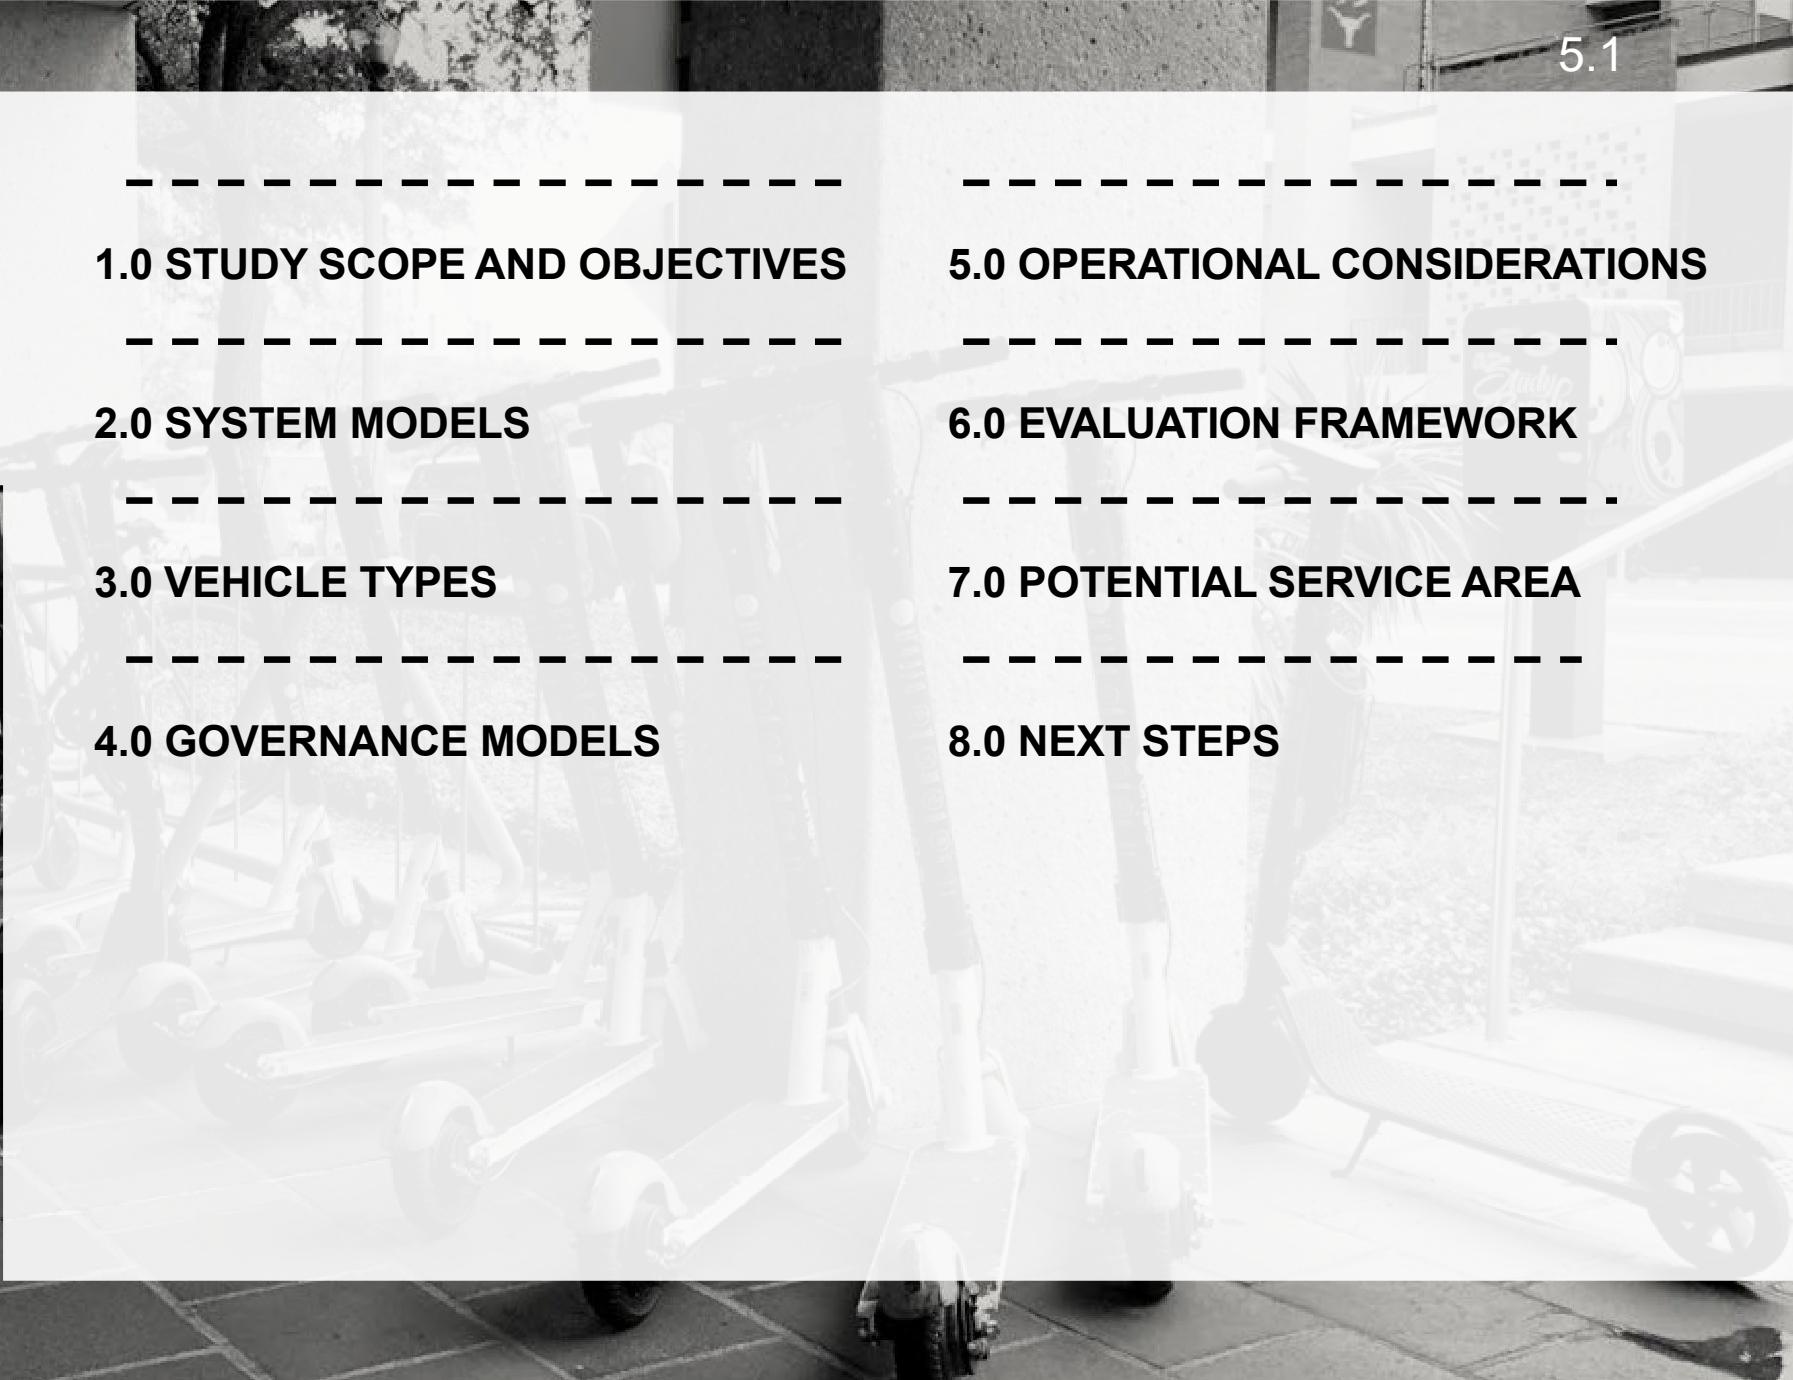 5.1
1.0 STUDY SCOPE AND OBJECTIVES
2.0 SYSTEM MODELS
3.0 VEHICLE TYPES
4.0 GOVERNANCE MODELS
5.0 OPERATIONAL CONSIDERATIONS
6.0 EVALUATION FRAMEWORK
7.0 POTENTIAL SERVICE AREA
8.0 NEXT STEPS